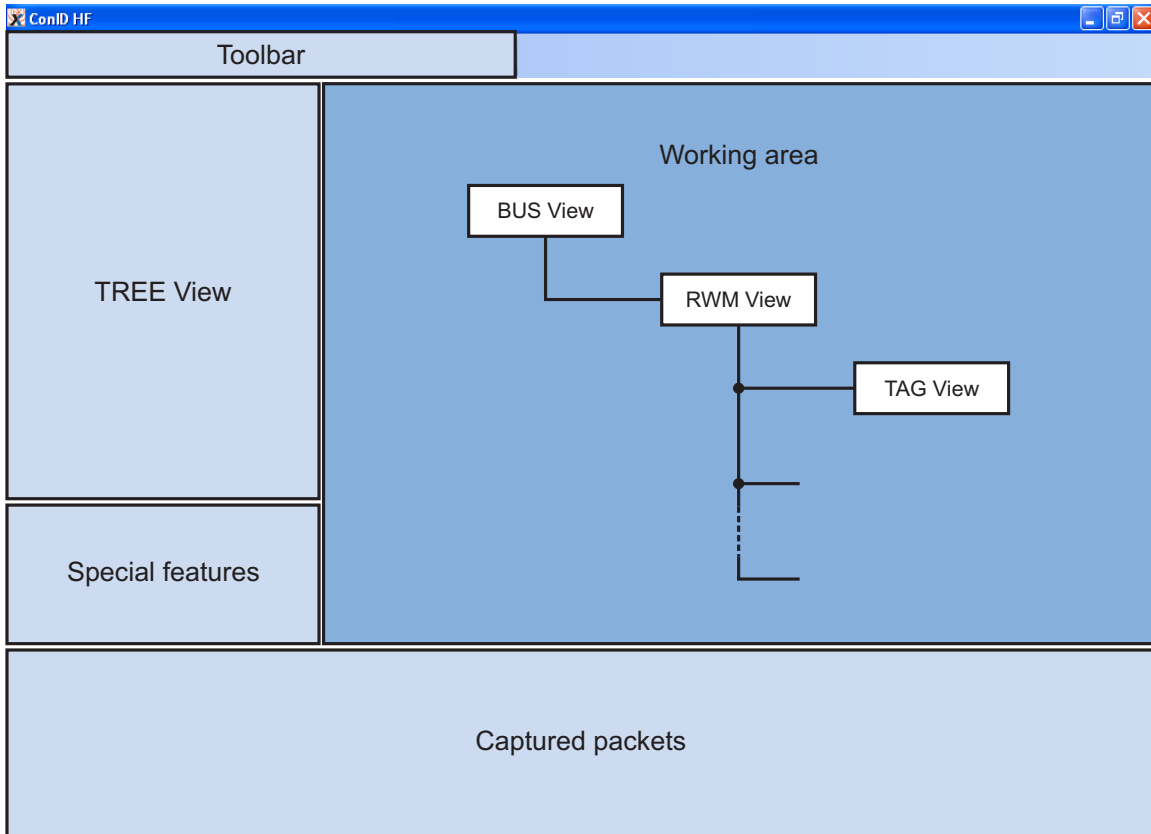 ConID HF
Toolbar
Working area
BUS View
TREE View
RWM View
TAG View
Special features
Captured packets